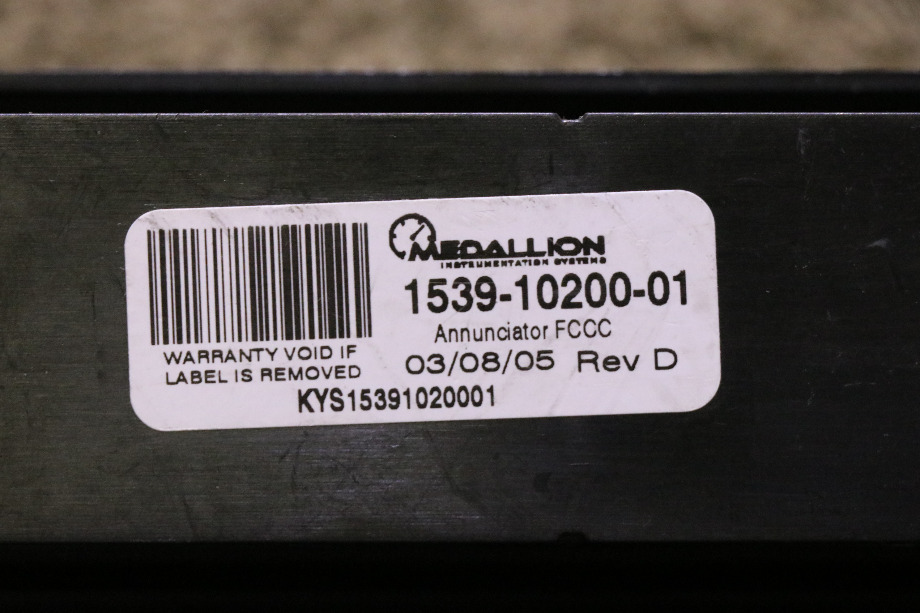 MEDALLION
INSTRUMENTATION SYSTEMS
1539-10200-01
Annunciator FCCC
03/08/05 Rev D
WARRANTY VOID IF
LABEL IS REMOVED
KYS15391020001